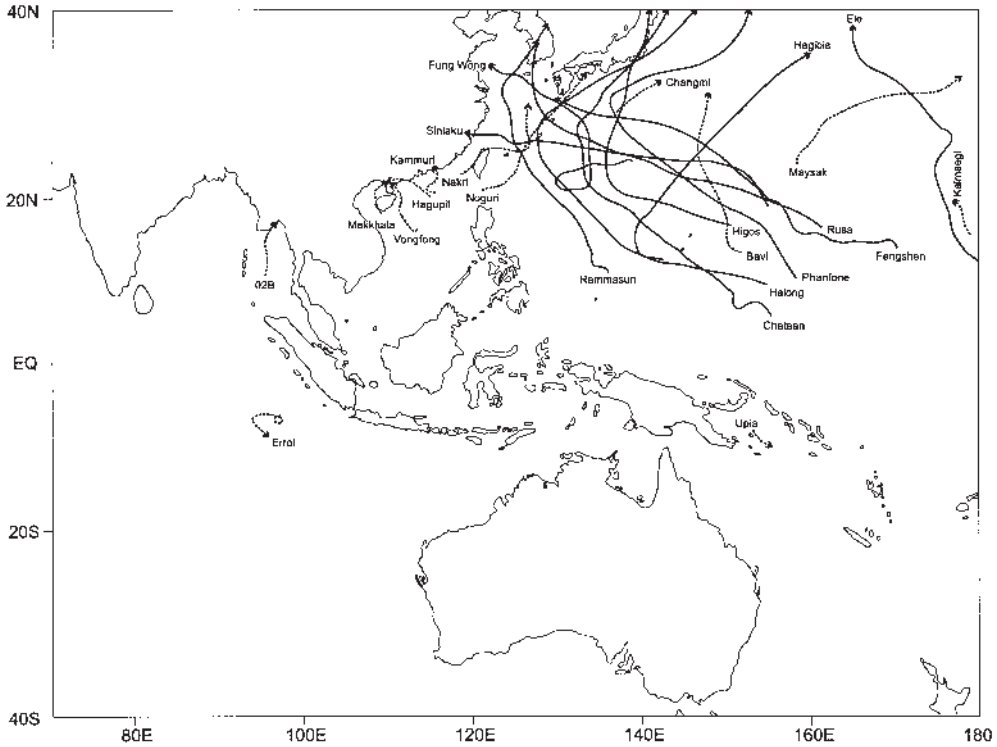 40N
Ele
Hagibis
Fung Wong
Changmi
Sinlaku
Kammuri
Maysak
Nakri
Kalmaegi
20N
Hagupit
Noguri
Mekkhala
Vongfong
Higos
Rusa
Bavi
Fengshen
02B
Rammasun
Phanfone
Halong
Chataan
EQ
Upia
Errol
20S
40S
80E
100E
120E
140E
160E
180